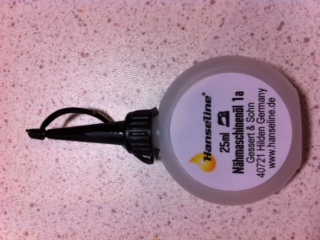 Hanseline®
25ml
Nähmaschinenöl 1a
Gessert & Sohn
40721 Hilden Germany
www.hanseline.de